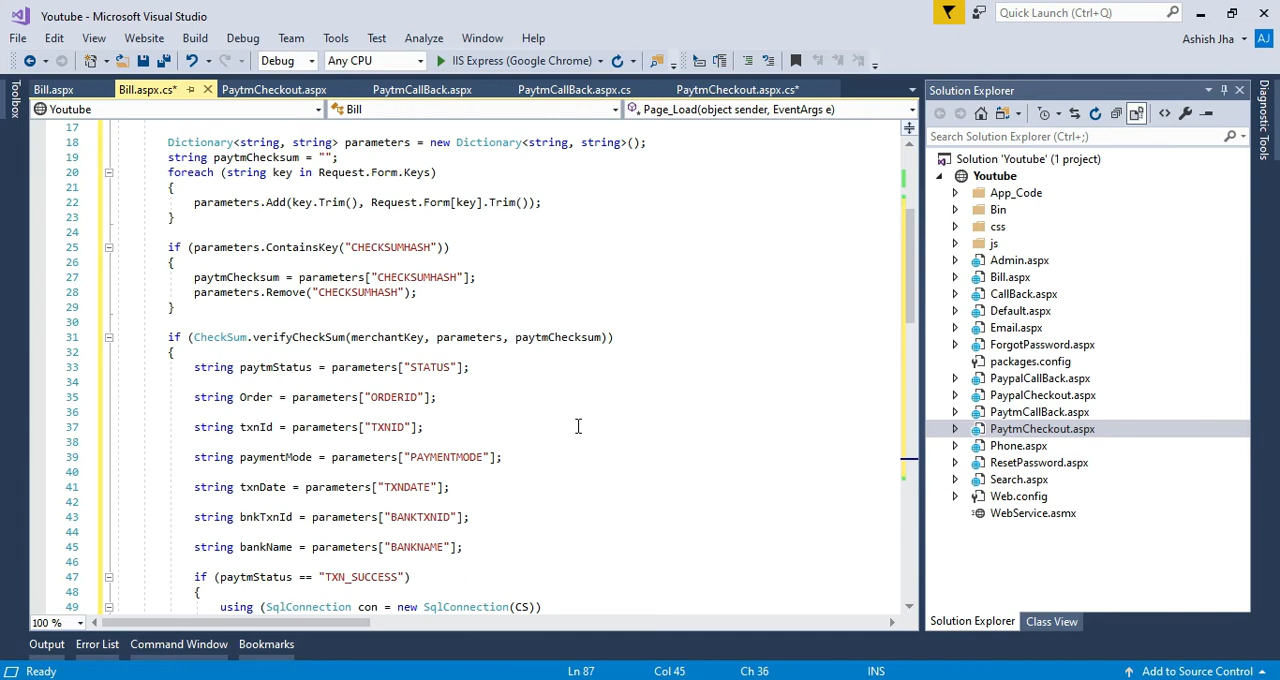 Paytm - Microsoft Visual Studio
Quick Launch (Ctrl+Q)
File Edit View Website Build Debug Team Tools Test Analyze Window Help
Ashish Jha AJ
Debug Any CPU IIS Express (Google Chrome)
Toolbox
Bill.aspx Bill.aspx.cs* PaytmCheckout.aspx PaytmCallBack.aspx PaytmCallBack.aspx.cs PaytmCheckout.aspx.cs*
Youtube Bill Page_Load(object sender, EventArgs e)
17
18 Dictionary<string, string> parameters = new Dictionary<string, string>();
19 string paytmChecksum = "";
20 foreach (string key in Request.Form.Keys)
21 {
22 parameters.Add(key.Trim(), Request.Form[key].Trim());
23 }
24
25 if (parameters.ContainsKey("CHECKSUMHASH"))
26 {
27 paytmChecksum = parameters["CHECKSUMHASH"];
28 parameters.Remove("CHECKSUMHASH");
29 }
30
31 if (CheckSum.verifyCheckSum(merchantKey, parameters, paytmChecksum))
32 {
33 string paytmStatus = parameters["STATUS"];
34
35 string Order = parameters["ORDERID"];
36
37 string txnId = parameters["TXNID"];
38
39 string paymentMode = parameters["PAYMENTMODE"];
40
41 string txnDate = parameters["TXNDATE"];
42
43 string bnkTxnId = parameters["BANKTXNID"];
44
45 string bankName = parameters["BANKNAME"];
46
47 if (paytmStatus == "TXN_SUCCESS")
48 {
49 using (SqlConnection con = new SqlConnection(CS))
100 %
Solution Explorer
Search Solution Explorer (Ctrl+;)
Solution 'Youtube' (1 project)
Youtube
App_Code
Bin
css
js
Admin.aspx
Bill.aspx
CallBack.aspx
Default.aspx
Email.aspx
ForgotPassword.aspx
packages.config
PaypalCallBack.aspx
PaypalCheckout.aspx
PaytmCallBack.aspx
PaytmCheckout.aspx
Phone.aspx
ResetPassword.aspx
Search.aspx
Web.config
WebService.asmx
Solution Explorer Class View
Diagnostic Tools
Output Error List Command Window Bookmarks
Ready Ln 87 Col 45 Ch 36 INS Add to Source Control